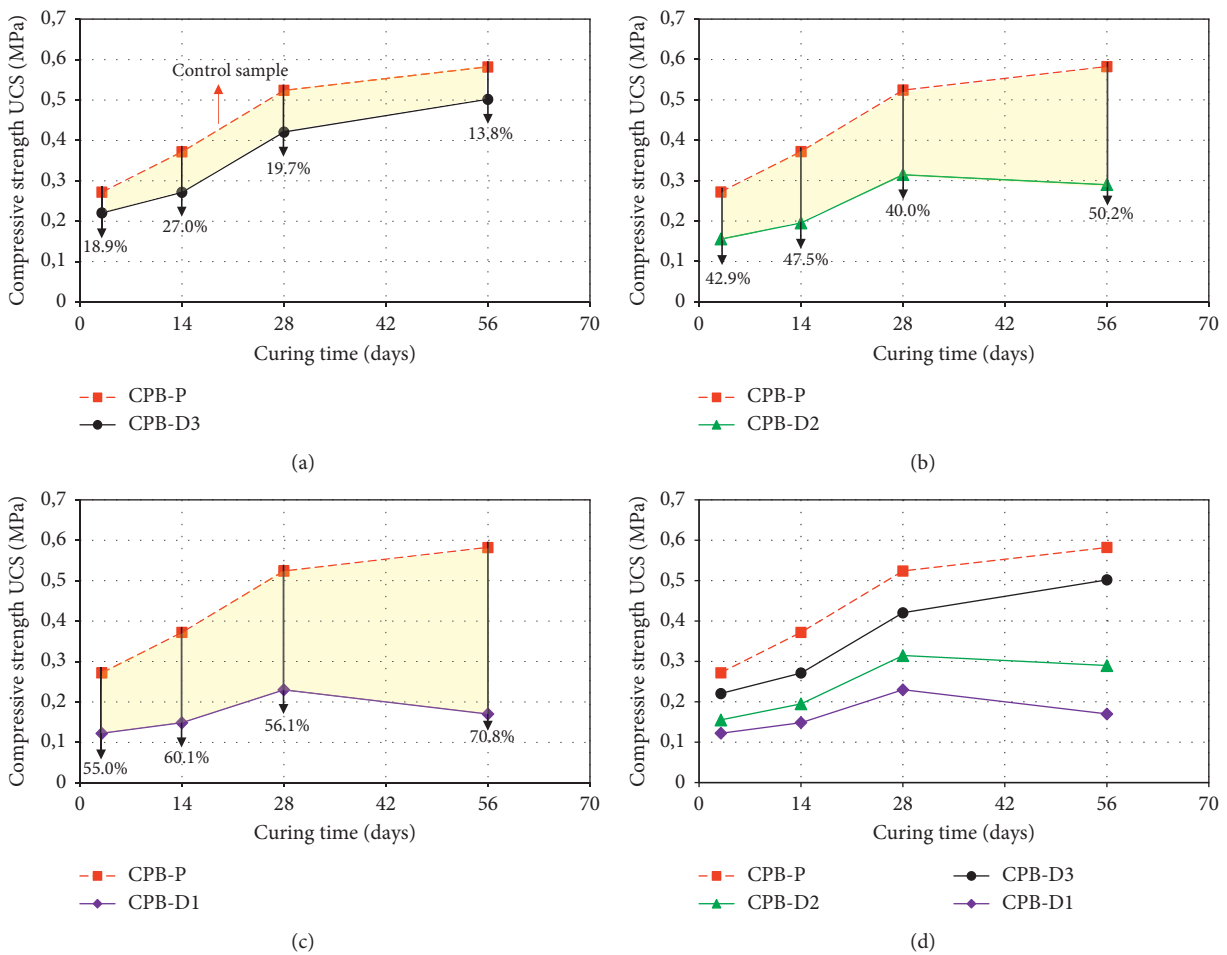 Compressive strength UCS (MPa)
0,7
0,6
0,5
0,4
0,3
0,2
0,1
0
Control sample
18.9%
27.0%
19.7%
13.8%
0 14 28 42 56 70
Curing time (days)
CPB-P
CPB-D3
(a)
Compressive strength UCS (MPa)
0,7
0,6
0,5
0,4
0,3
0,2
0,1
0
42.9%
47.5%
40.0%
50.2%
0 14 28 42 56 70
Curing time (days)
CPB-P
CPB-D2
(b)
Compressive strength UCS (MPa)
0,7
0,6
0,5
0,4
0,3
0,2
0,1
0
55.0%
60.1%
56.1%
70.8%
0 14 28 42 56 70
Curing time (days)
CPB-P
CPB-D1
(c)
Compressive strength UCS (MPa)
0,7
0,6
0,5
0,4
0,3
0,2
0,1
0
0 14 28 42 56 70
Curing time (days)
CPB-P CPB-D3
CPB-D2 CPB-D1
(d)